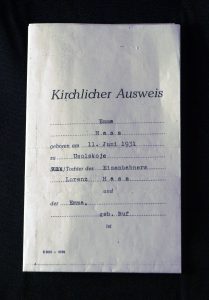 Kirchlicher Ausweis
Emma
Haas
geboren am 11. Juni 1931
zu Usolskoje
Tochter des Eisenbahners
Lorenz Haas
und
der Emma,
geb. Ruf
ist